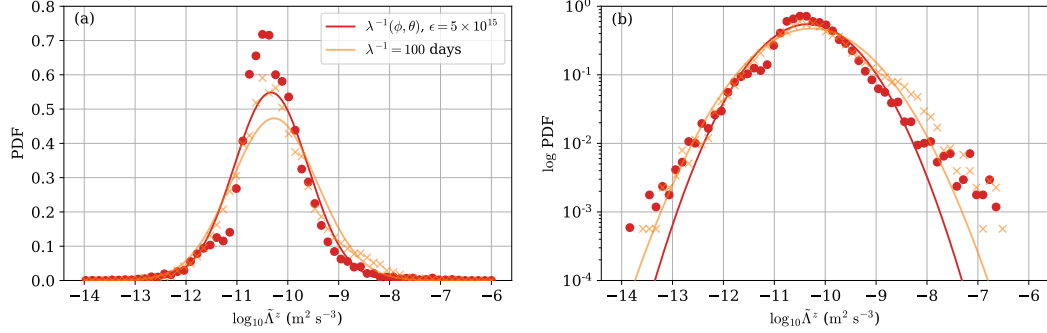 (a)
λ⁻¹(ϕ, θ), ϵ = 5 × 10¹⁵
λ⁻¹ = 100 days
0.8
0.7
0.6
0.5
0.4
0.3
0.2
0.1
0.0
PDF
−14 −13 −12 −11 −10 −9 −8 −7 −6
log₁₀Λ̃ᶻ (m² s⁻³)
(b)
10⁰
10⁻¹
10⁻²
10⁻³
10⁻⁴
log PDF
−14 −13 −12 −11 −10 −9 −8 −7 −6
log₁₀Λ̃ᶻ (m² s⁻³)